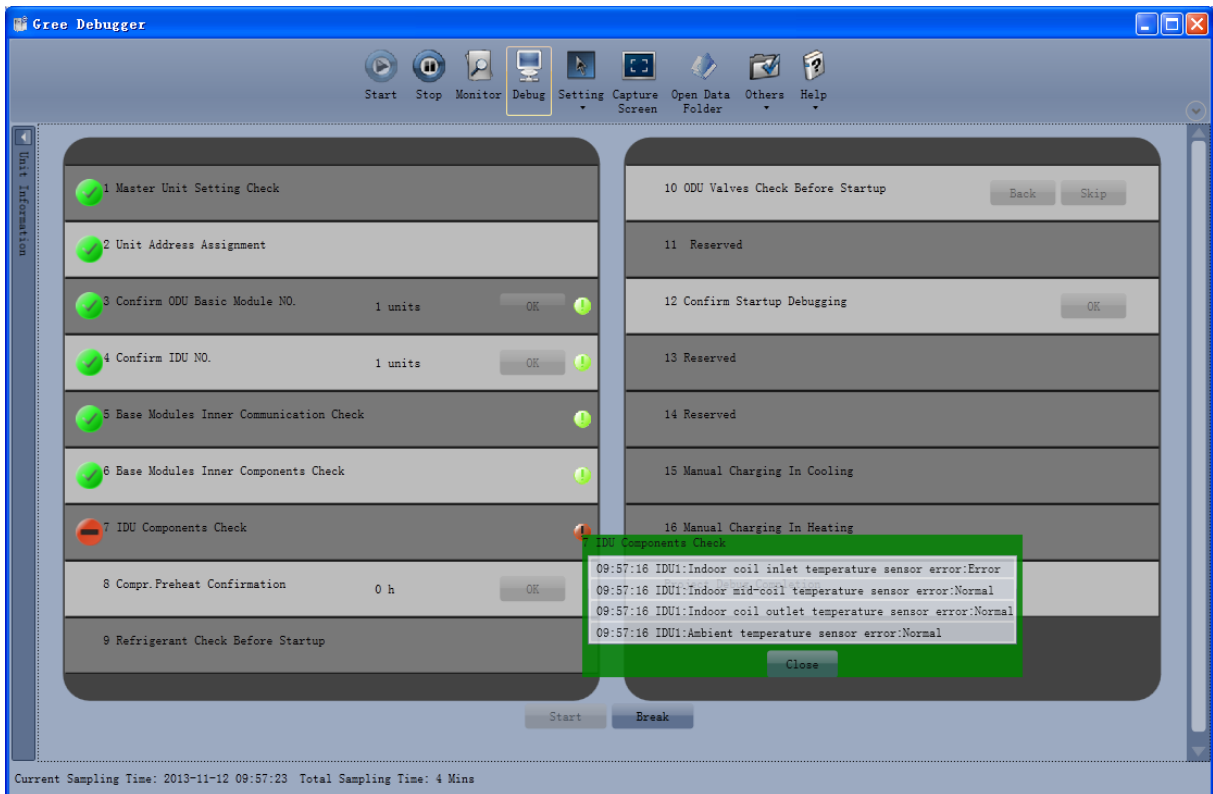 Gree Debugger
Start Stop Monitor Debug Setting Capture Screen Open Data Folder Others Help
Unit Information
1 Master Unit Setting Check
2 Unit Address Assignment
3 Confirm ODU Basic Module NO. 1 units OK
4 Confirm IDU NO. 1 units OK
5 Base Modules Inner Communication Check
6 Base Modules Inner Components Check
7 IDU Components Check
8 Compr.Preheat Confirmation 0 h OK
9 Refrigerant Check Before Startup
10 ODU Valves Check Before Startup Back Skip
11 Reserved
12 Confirm Startup Debugging OK
13 Reserved
14 Reserved
15 Manual Charging In Cooling
16 Manual Charging In Heating
7 IDU Components Check
09:57:16 IDU1:Indoor coil inlet temperature sensor error:Error
09:57:16 IDU1:Indoor mid-coil temperature sensor error:Normal
09:57:16 IDU1:Indoor coil outlet temperature sensor error:Normal
09:57:16 IDU1:Ambient temperature sensor error:Normal
Close
Start Break
Current Sampling Time: 2013-11-12 09:57:23 Total Sampling Time: 4 Mins